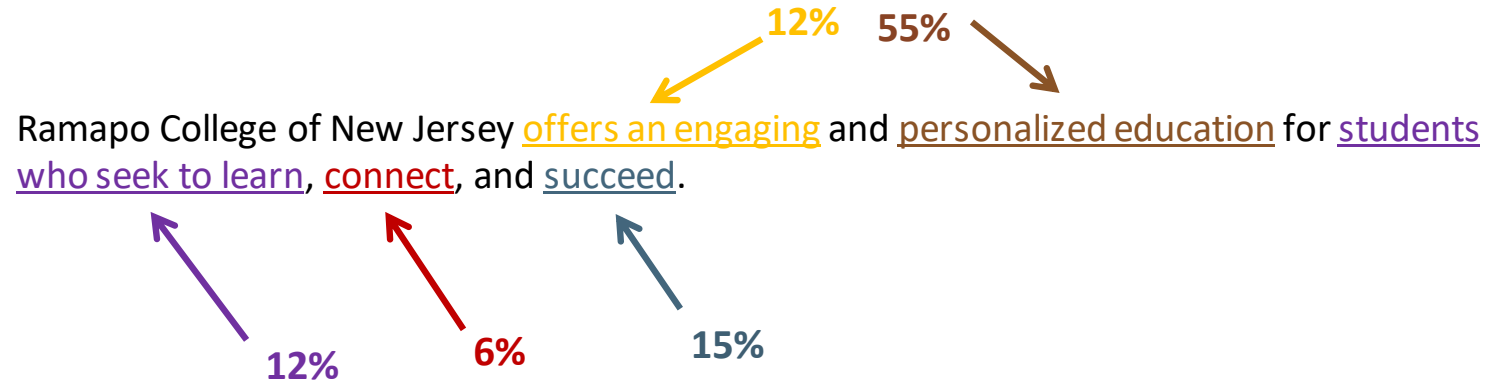 12% 55%
Ramapo College of New Jersey offers an engaging and personalized education for students
who seek to learn, connect, and succeed.
12% 6% 15%